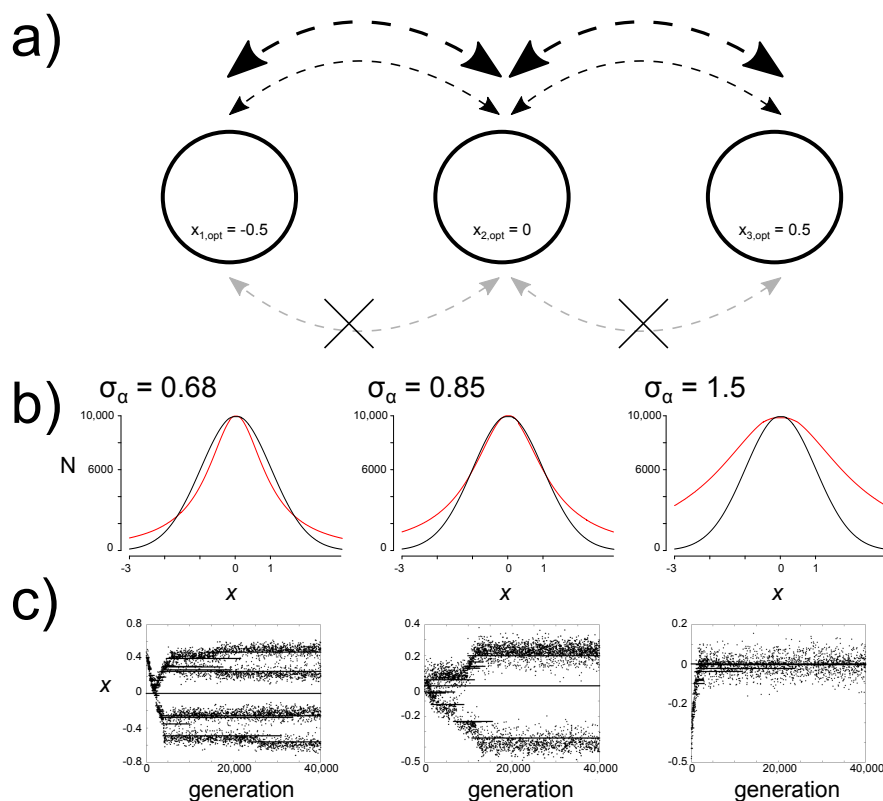 a)
x1,opt = -0.5
x2,opt = 0
x3,opt = 0.5
b)
σα = 0.68
σα = 0.85
σα = 1.5
10,000
N
6000
0
-3
0
1
x
10,000
6000
0
-3
0
1
x
10,000
6000
0
-3
0
1
x
c)
x
0.8
0.4
0
-0.4
-0.8
0
20,000
40,000
generation
0.4
0.2
0
-0.2
-0.5
0
20,000
40,000
generation
0.2
0
-0.2
-0.5
0
20,000
40,000
generation